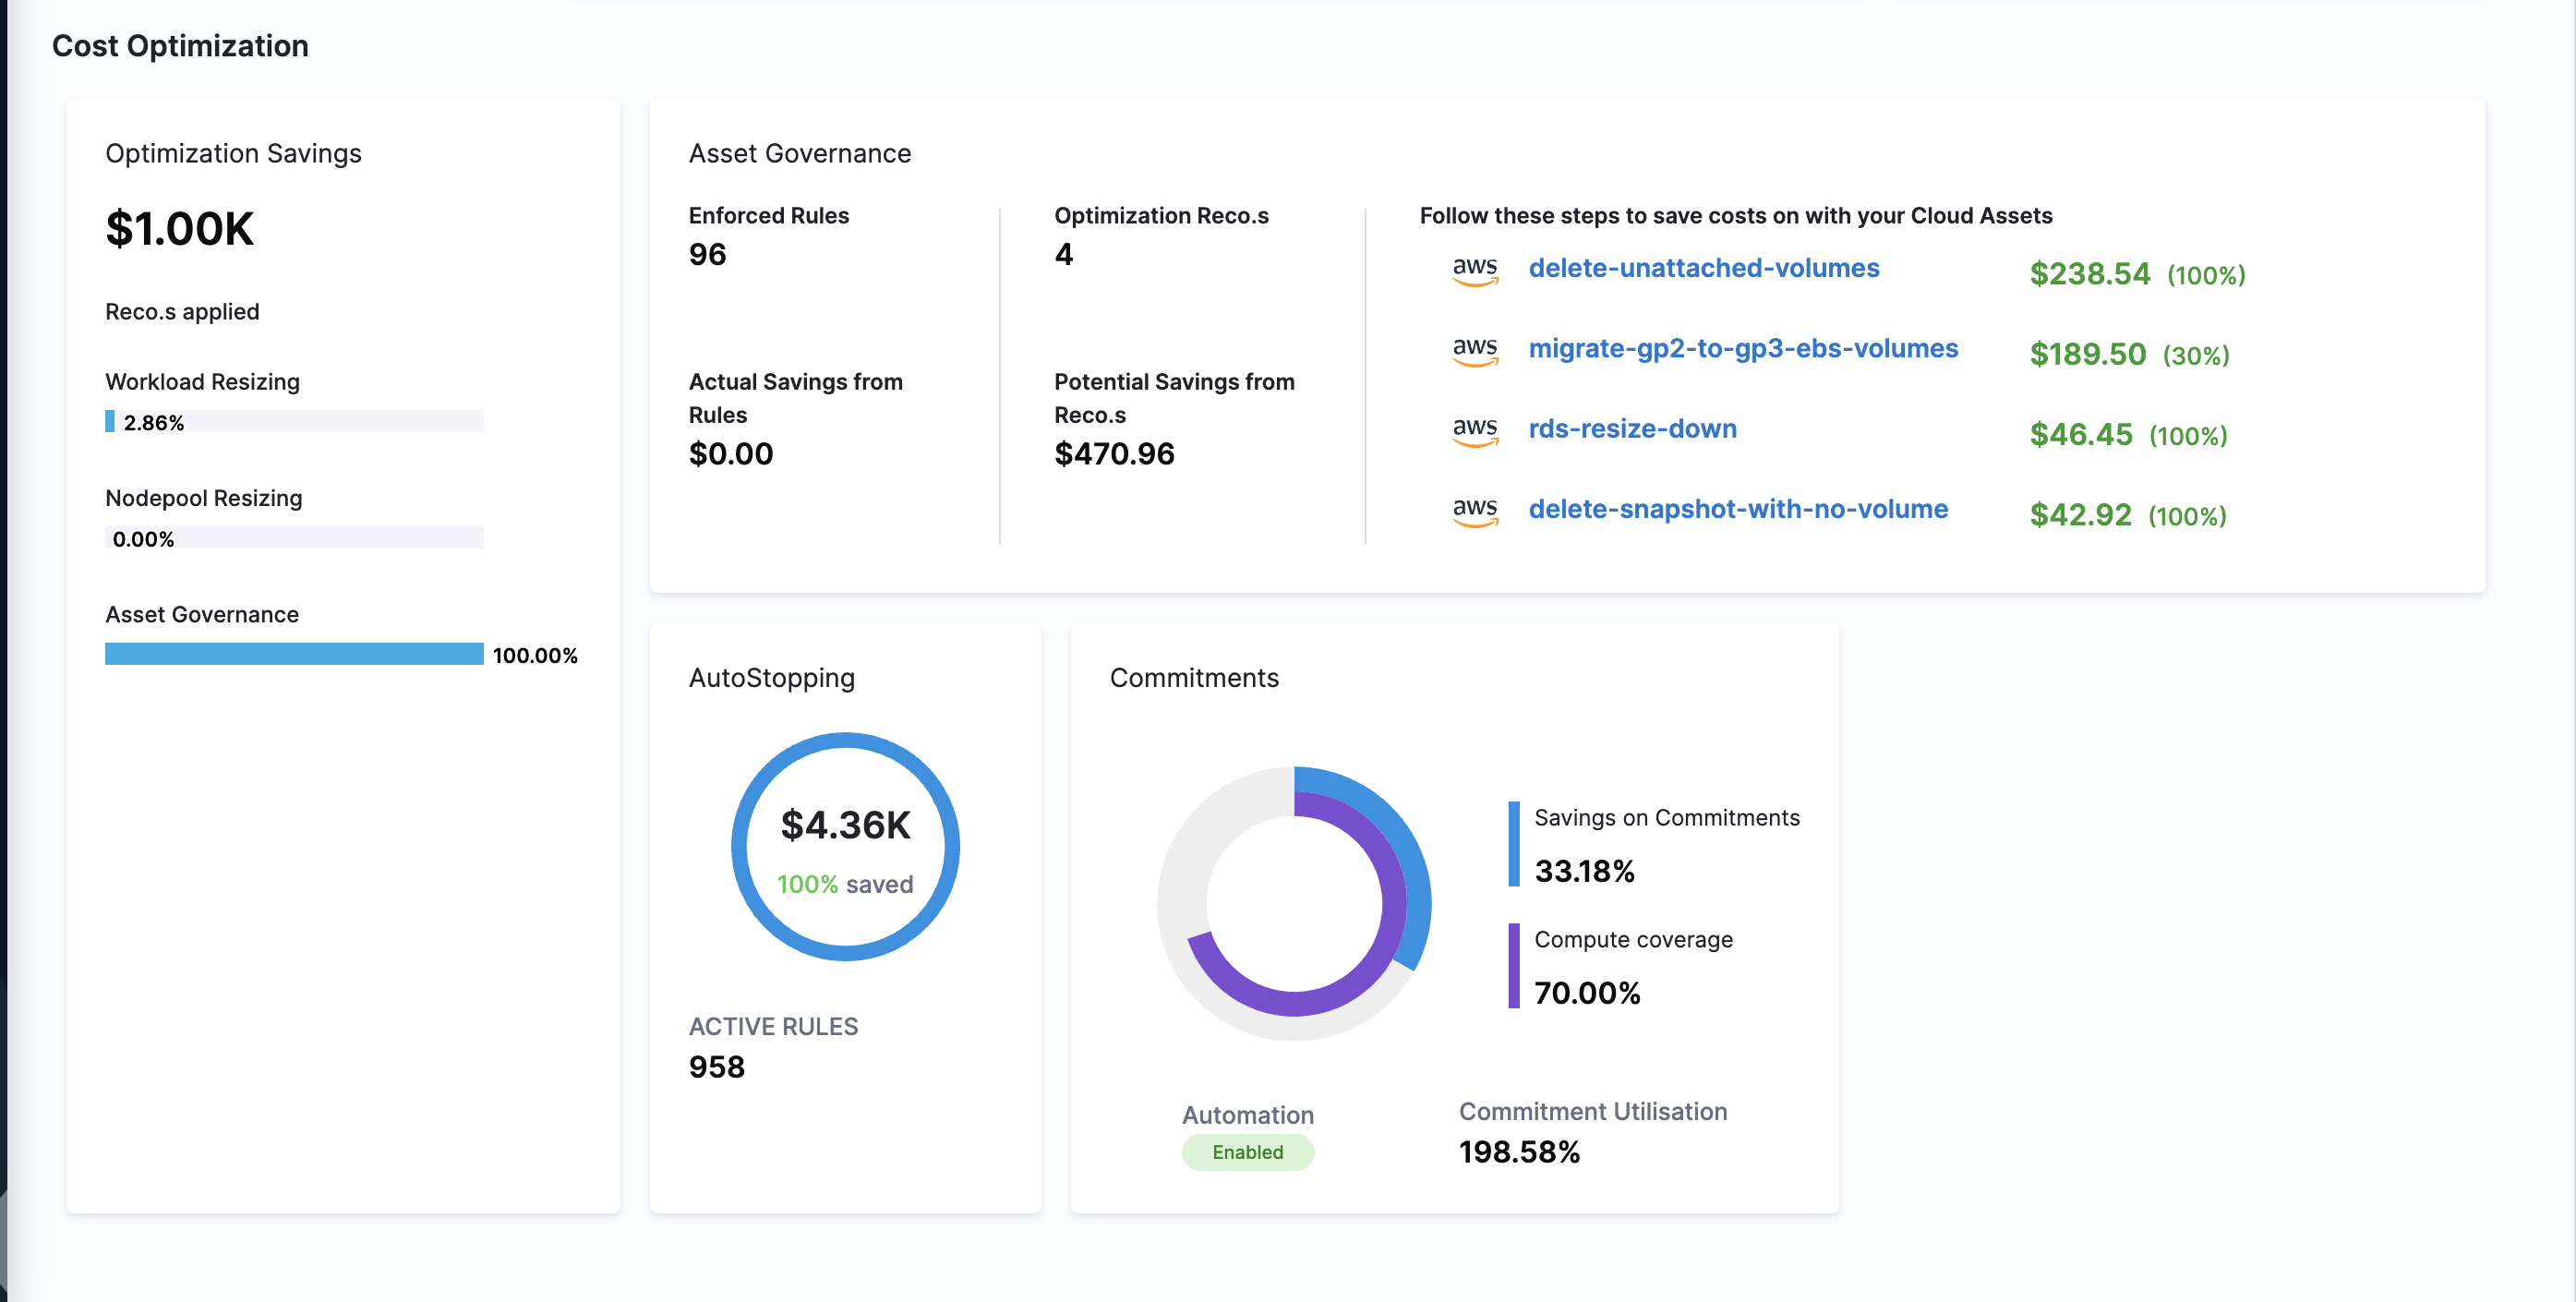 Cost Optimization
Optimization Savings
$1.00K
Reco.s applied
Workload Resizing
2.86%
Nodepool Resizing
0.00%
Asset Governance
100.00%
Asset Governance
Enforced Rules
96
Actual Savings from
Rules
$0.00
Optimization Reco.s
4
Potential Savings from
Reco.s
$470.96
Follow these steps to save costs on with your Cloud Assets
aws delete-unattached-volumes $238.54 (100%)
aws migrate-gp2-to-gp3-ebs-volumes $189.50 (30%)
aws rds-resize-down $46.45 (100%)
aws delete-snapshot-with-no-volume $42.92 (100%)
AutoStopping
$4.36K
100% saved
ACTIVE RULES
958
Commitments
Savings on Commitments
33.18%
Compute coverage
70.00%
Automation
Enabled
Commitment Utilisation
198.58%